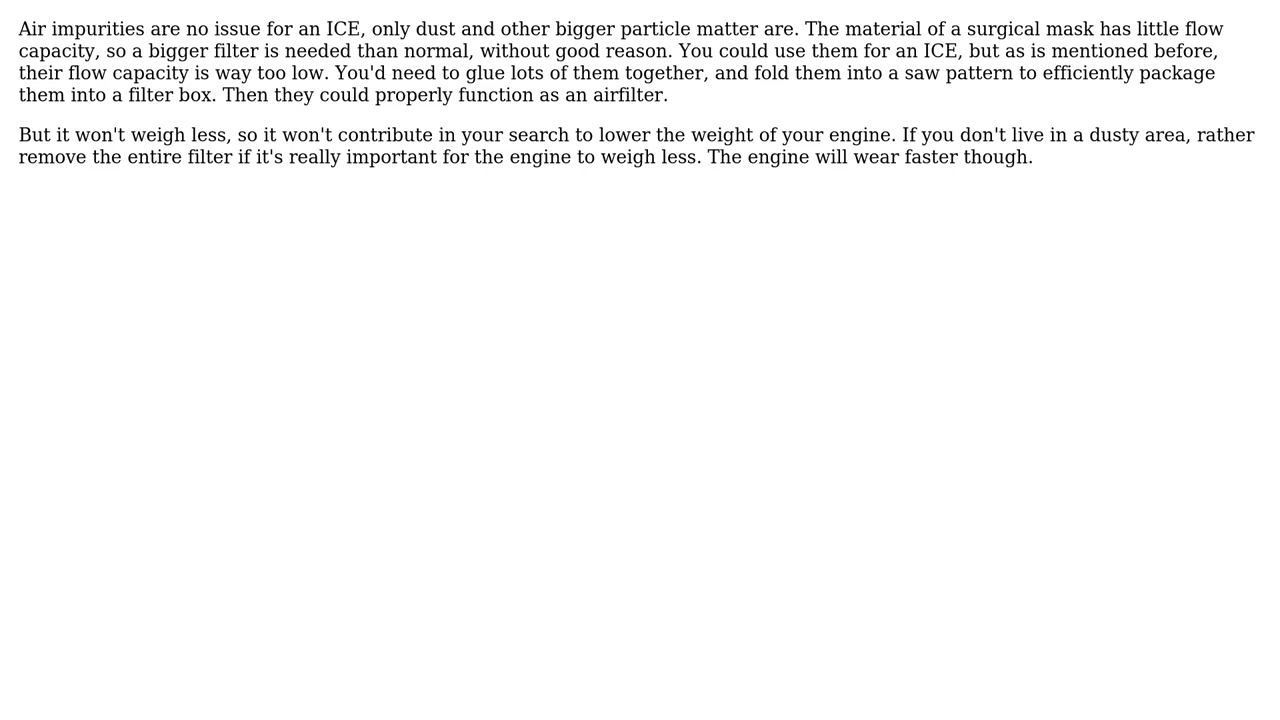 Air impurities are no issue for an ICE, only dust and other bigger particle matter are. The material of a surgical mask has little flow
capacity, so a bigger filter is needed than normal, without good reason. You could use them for an ICE, but as is mentioned before,
their flow capacity is way too low. You'd need to glue lots of them together, and fold them into a saw pattern to efficiently package
them into a filter box. Then they could properly function as an airfilter.
But it won't weigh less, so it won't contribute in your search to lower the weight of your engine. If you don't live in a dusty area, rather
remove the entire filter if it's really important for the engine to weigh less. The engine will wear faster though.